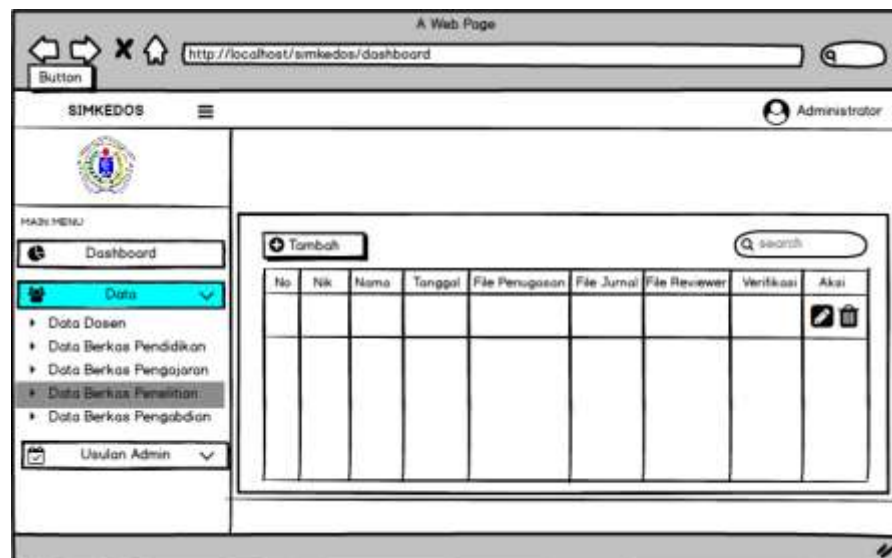 A Web Page
http://localhost/simkedos/dashboard
Button
SIMKEDOS
Administrator
MAIN MENU
Dashboard
Data
Data Dosen
Data Berkas Pendidikan
Data Berkas Pengajaran
Data Berkas Penelitian
Data Berkas Pengabdian
Usulan Admin
Tambah
search
No Nik Nama Tanggal File Penugasan File Jurnal File Reviewer Verifikasi Aksi